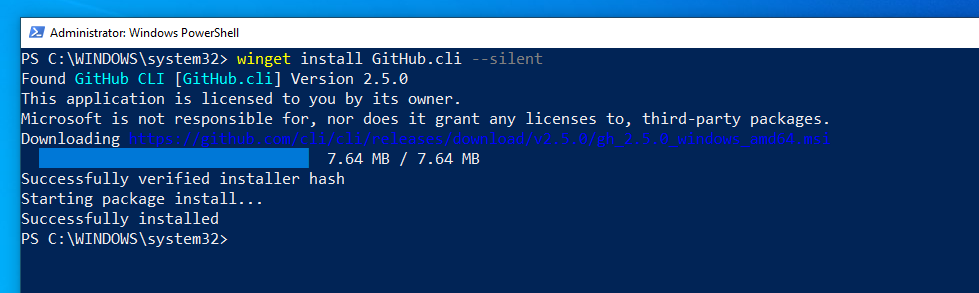 Administrator: Windows PowerShell
PS C:\WINDOWS\system32> winget install GitHub.cli --silent
Found GitHub CLI [GitHub.cli] Version 2.5.0
This application is licensed to you by its owner.
Microsoft is not responsible for, nor does it grant any licenses to, third-party packages.
Downloading https://github.com/cli/cli/releases/download/v2.5.0/gh_2.5.0_windows_amd64.msi
7.64 MB / 7.64 MB
Successfully verified installer hash
Starting package install...
Successfully installed
PS C:\WINDOWS\system32>